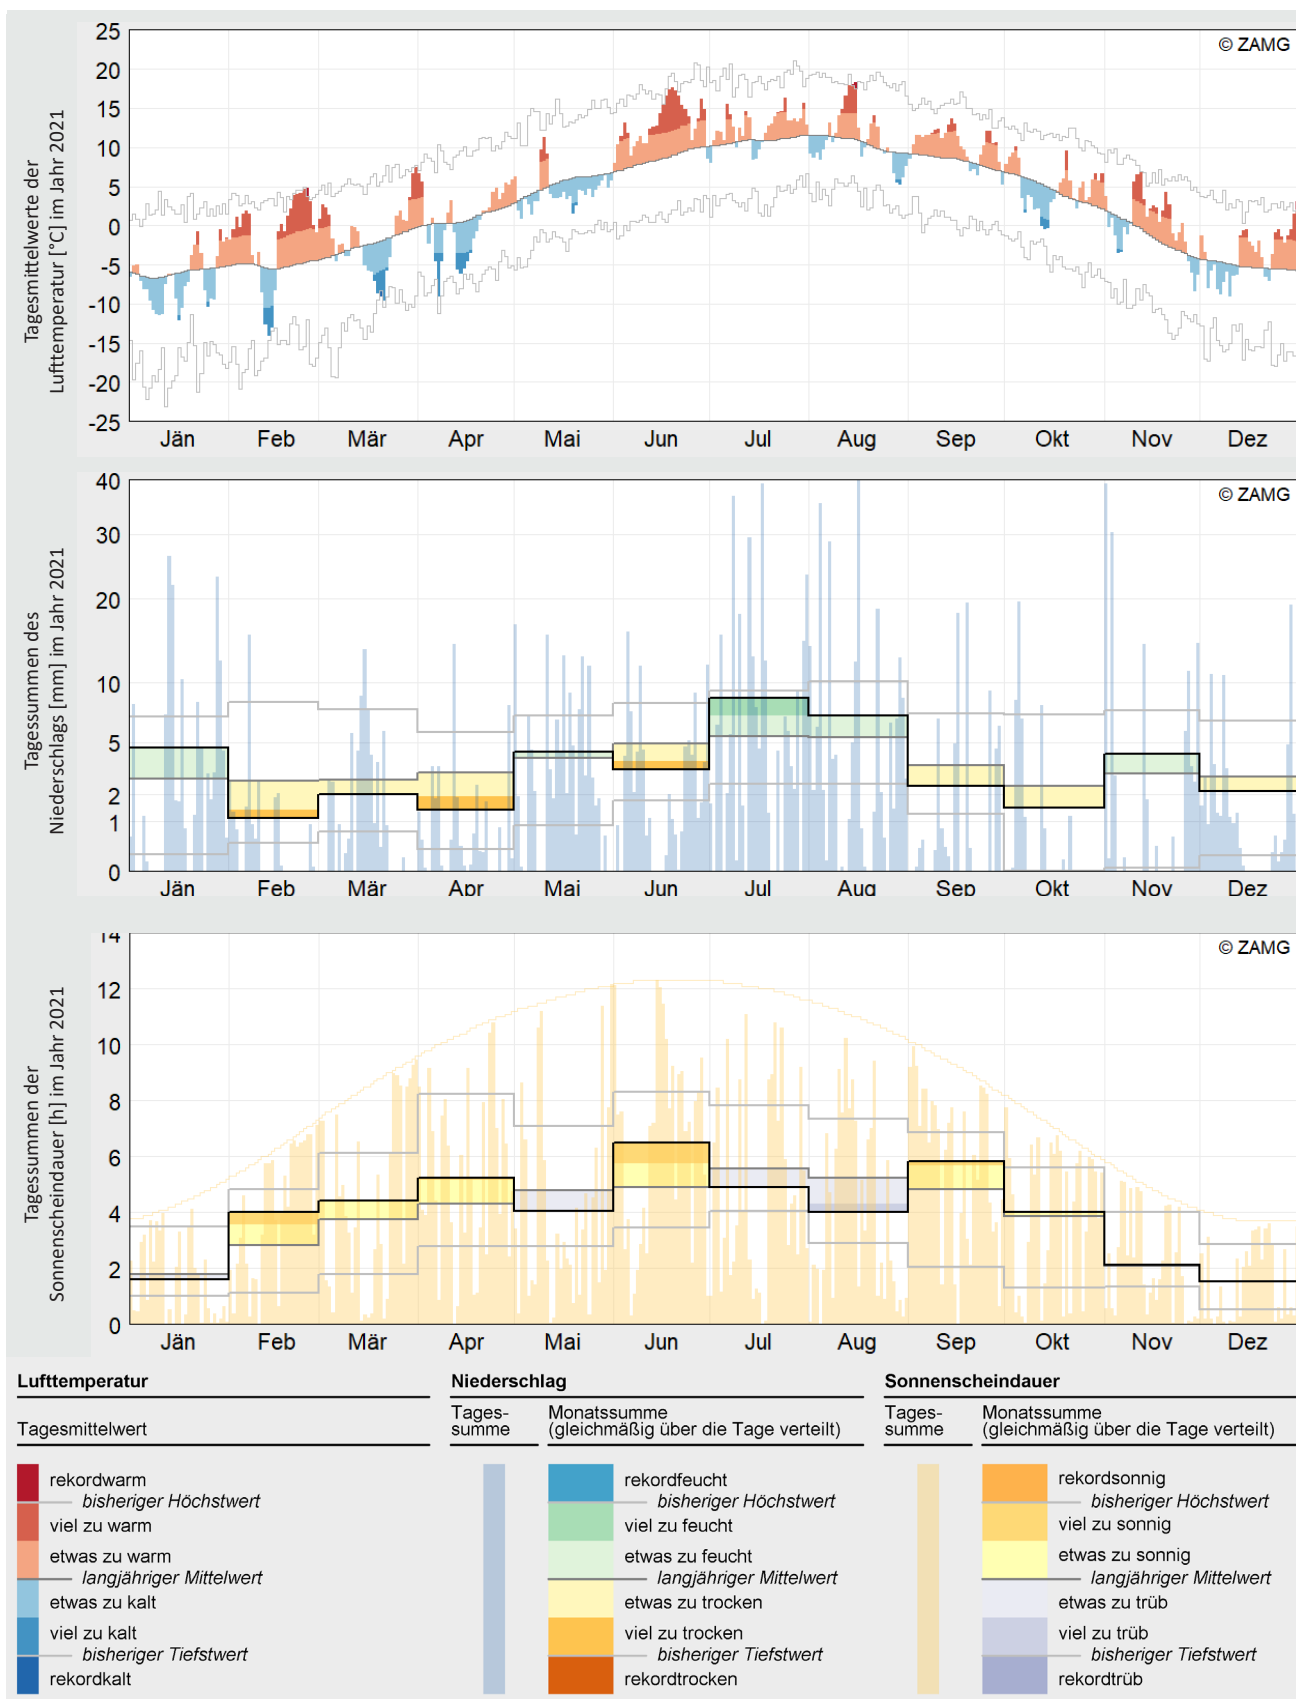 Tagesmittelwerte der
Lufttemperatur [°C] im Jahr 2021
25
20
15
10
5
0
-5
-10
-15
-20
-25
© ZAMG
Jän Feb Mär Apr Mai Jun Jul Aug Sep Okt Nov Dez
Tagessummen des
Niederschlags [mm] im Jahr 2021
40
30
20
10
5
2
1
0
© ZAMG
Jän Feb Mär Apr Mai Jun Jul Aug Sep Okt Nov Dez
Tagessummen der
Sonnenscheindauer [h] im Jahr 2021
14
12
10
8
6
4
2
0
© ZAMG
Jän Feb Mär Apr Mai Jun Jul Aug Sep Okt Nov Dez
Lufttemperatur
Tagesmittelwert
rekordwarm
bisheriger Höchstwert
viel zu warm
etwas zu warm
langjähriger Mittelwert
etwas zu kalt
viel zu kalt
bisheriger Tiefstwert
rekordkalt
Niederschlag
Tages-
summe
Monatssumme
(gleichmäßig über die Tage verteilt)
rekordfeucht
bisheriger Höchstwert
viel zu feucht
etwas zu feucht
langjähriger Mittelwert
etwas zu trocken
viel zu trocken
bisheriger Tiefstwert
rekordtrocken
Sonnenscheindauer
Tages-
summe
Monatssumme
(gleichmäßig über die Tage verteilt)
rekordsonnig
bisheriger Höchstwert
viel zu sonnig
etwas zu sonnig
langjähriger Mittelwert
etwas zu trüb
viel zu trüb
bisheriger Tiefstwert
rekordtrüb